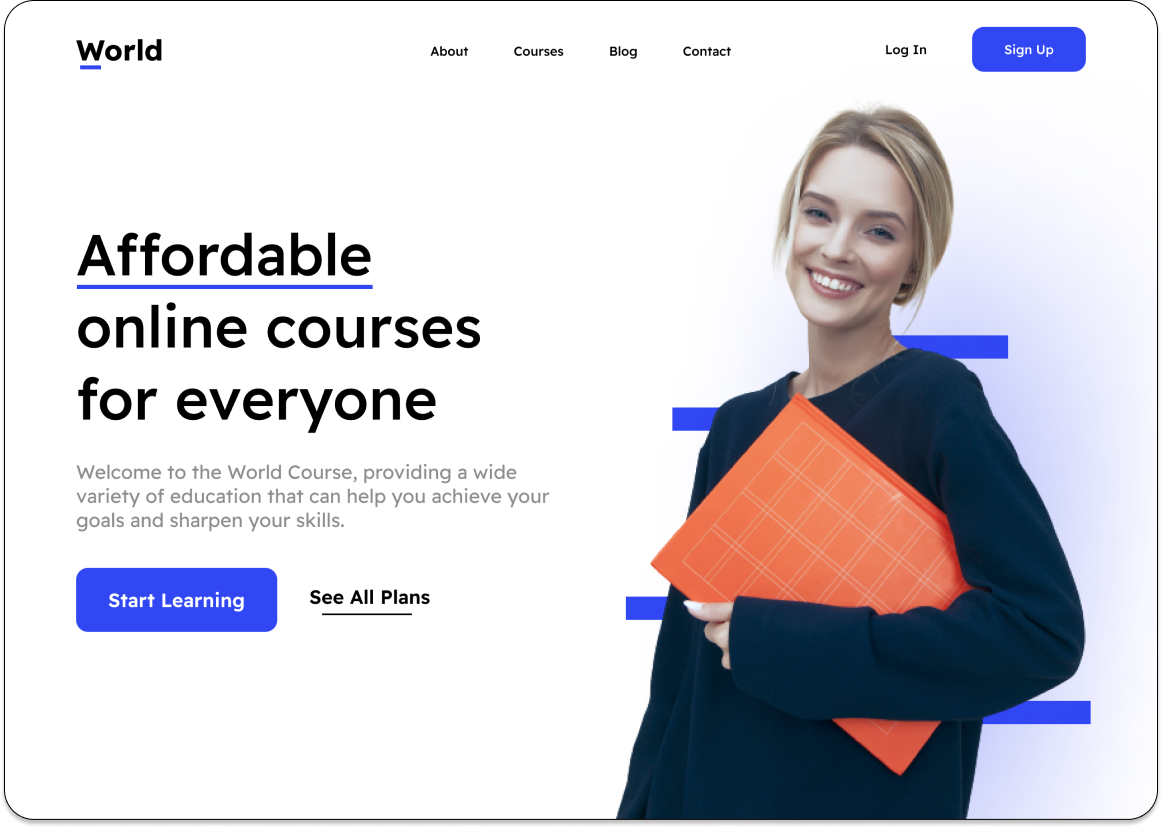 World
About
Courses
Blog
Contact
Log In
Sign Up
Affordable
online courses
for everyone
Welcome to the World Course, providing a wide
variety of education that can help you achieve your
goals and sharpen your skills.
Start Learning
See All Plans